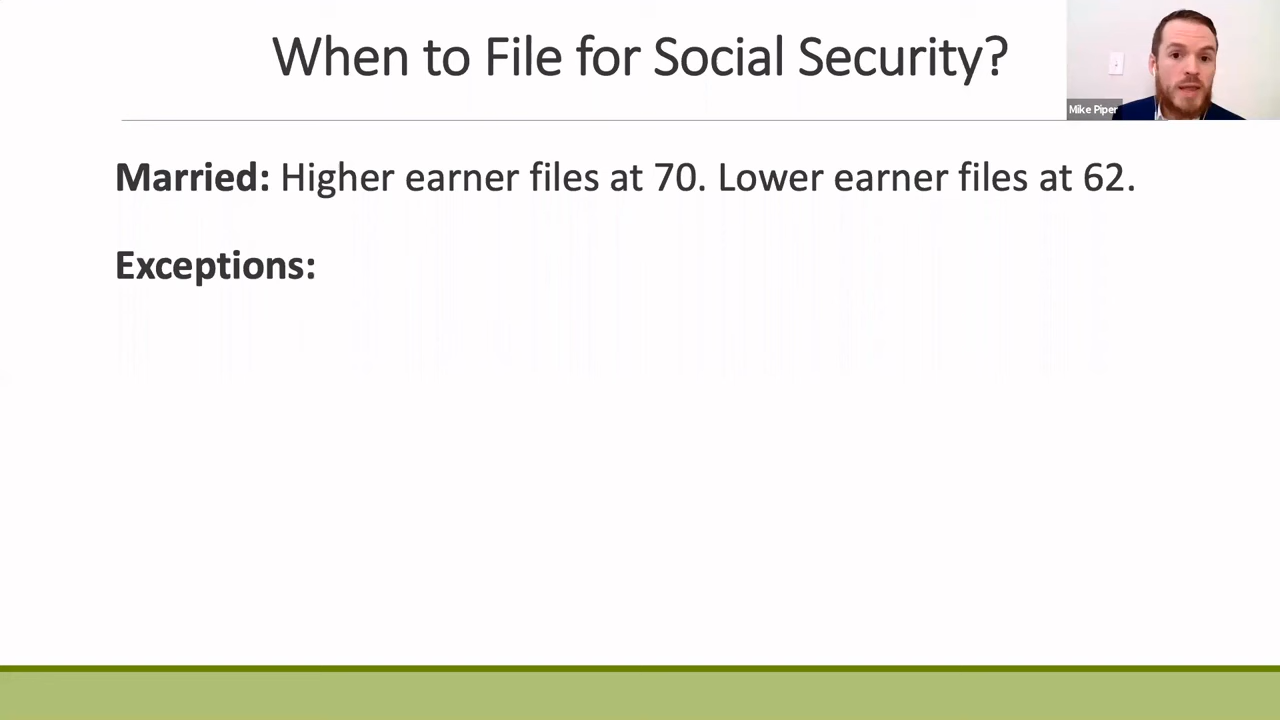 When to File for Social Security?
Mike Piper
Married: Higher earner files at 70. Lower earner files at 62.
Exceptions: